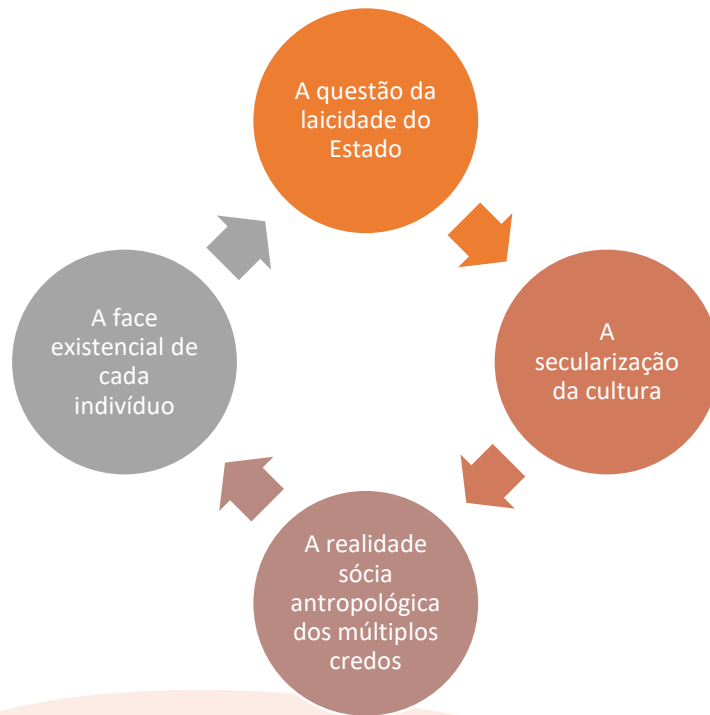 A questão da
laicidade do
Estado
A
secularização
da cultura
A realidade
sócia
antropológica
dos múltiplos
credos
A face
existencial de
cada
indivíduo